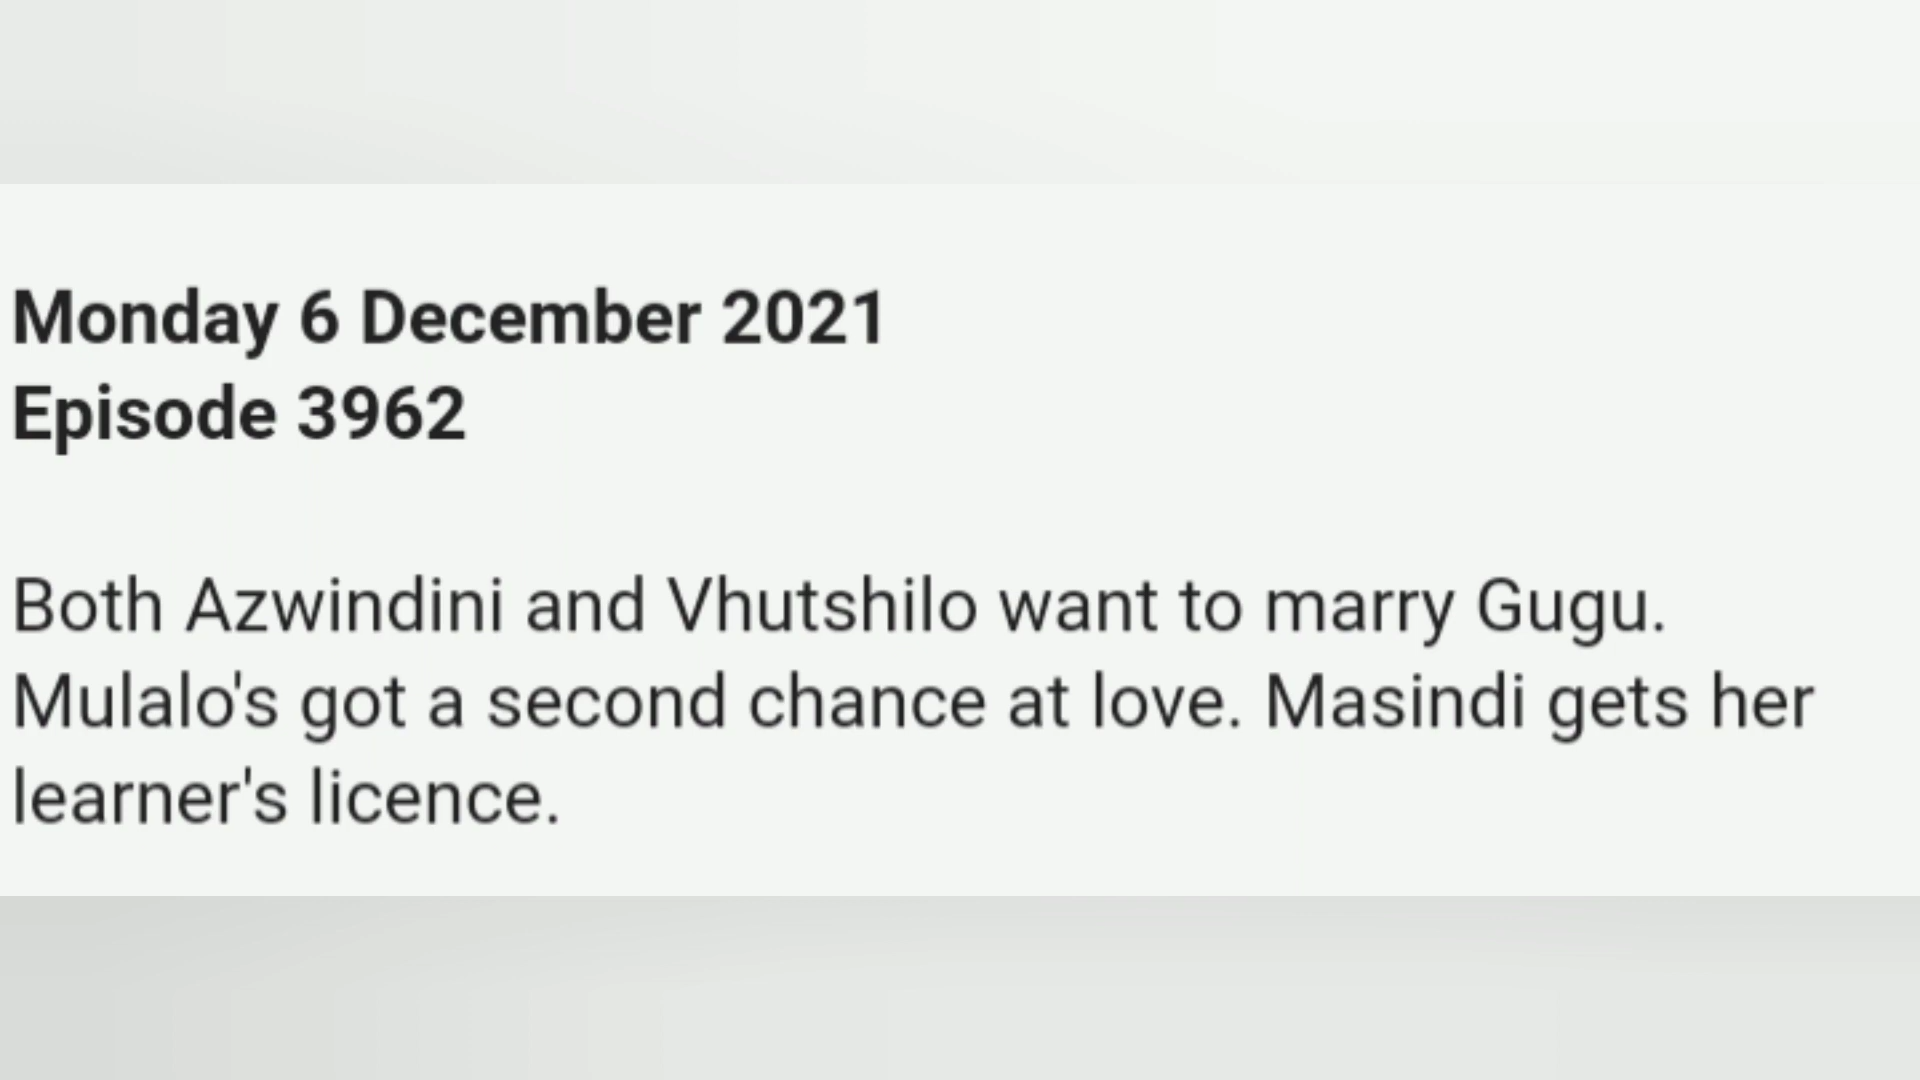 Monday 6 December 2021
Episode 3962
Both Azwindini and Vhutshilo want to marry Gugu.
Mulalo's got a second chance at love. Masindi gets her
learner's licence.